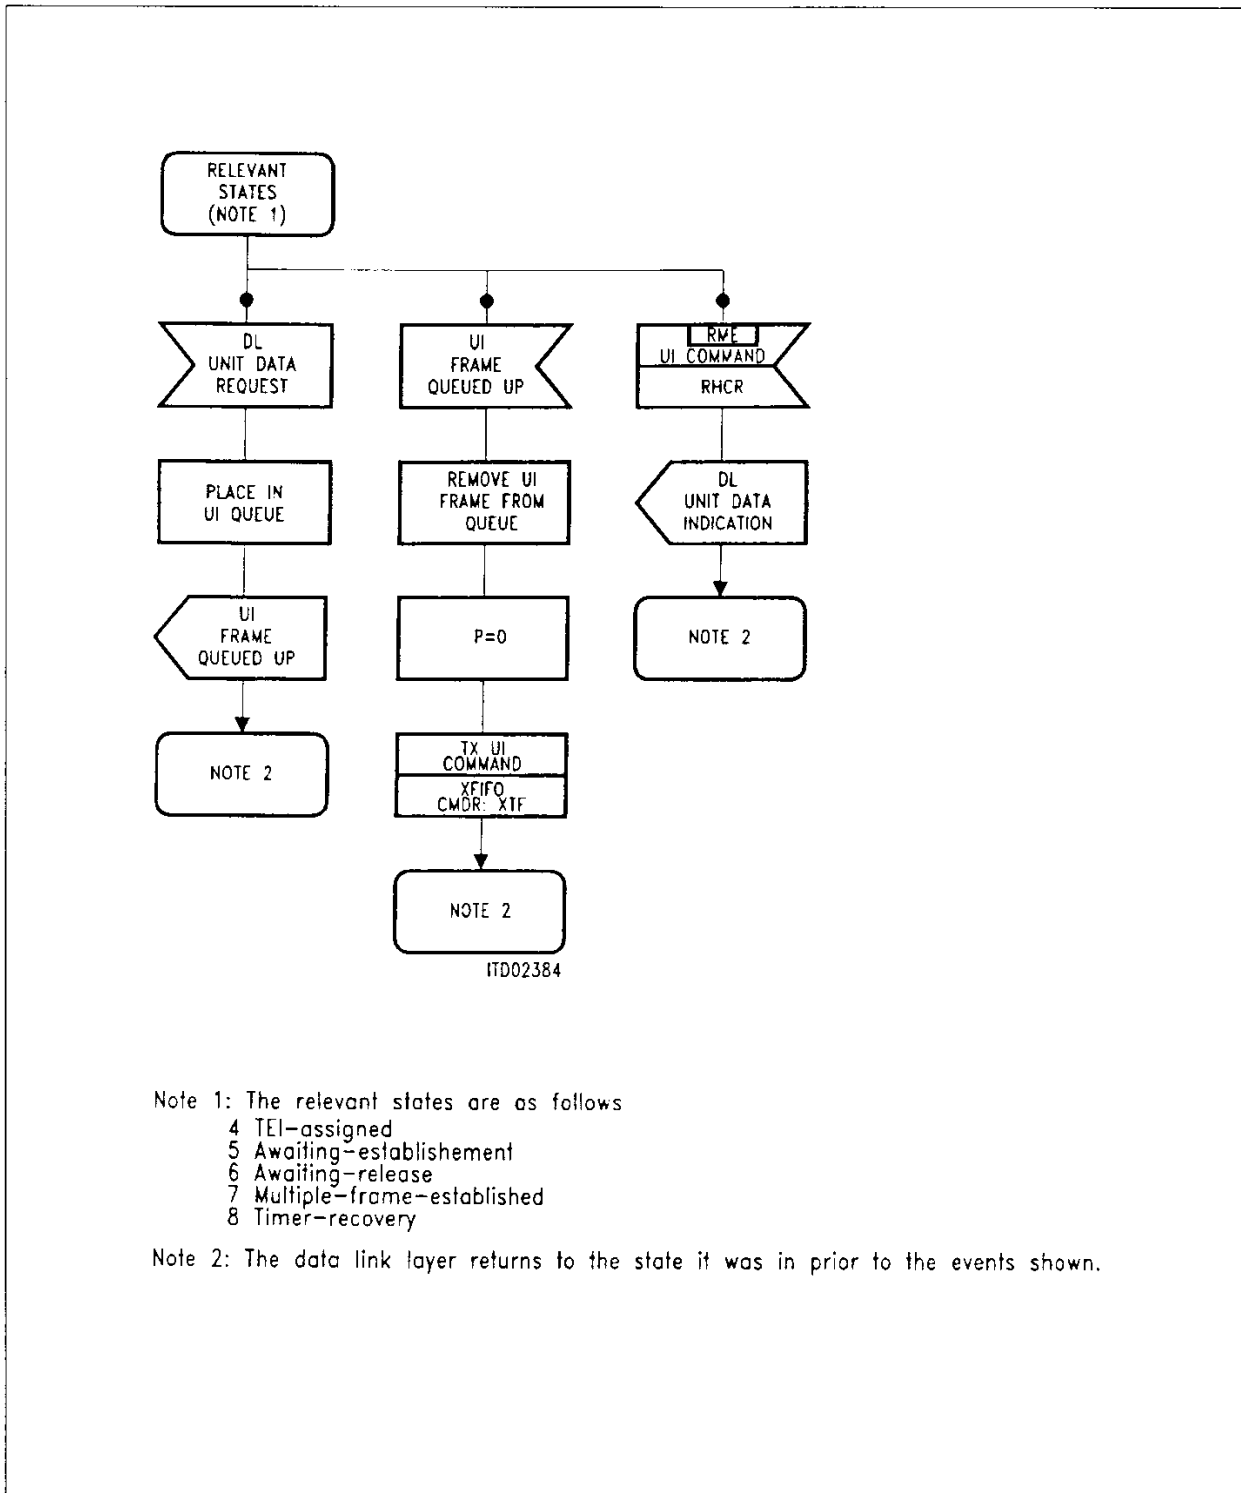 RELEVANT
STATES
(NOTE 1)
DL
UNIT DATA
REQUEST
PLACE IN
UI QUEUE
UI
FRAME
QUEUED UP
NOTE 2
UI
FRAME
QUEUED UP
REMOVE UI
FRAME FROM
QUEUE
P=0
TX UI
COMMAND
XFIFO
CMDR: XTF
NOTE 2
RME
UI COMMAND
RHCR
DL
UNIT DATA
INDICATION
NOTE 2
ITD02384
Note 1: The relevant states are as follows
4 TEI-assigned
5 Awaiting-establishement
6 Awaiting-release
7 Multiple-frame-established
8 Timer-recovery
Note 2: The data link layer returns to the state it was in prior to the events shown.